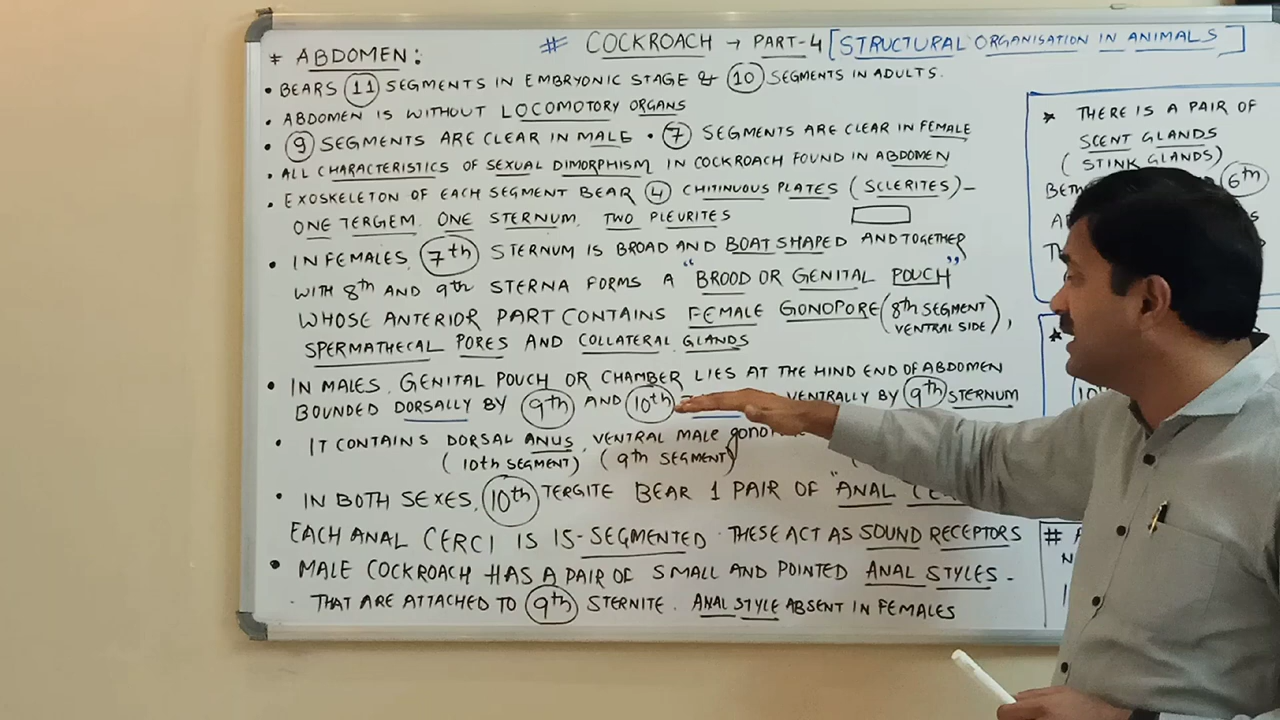 # COCKROACH → PART-4 [STRUCTURAL ORGANISATION IN ANIMALS]
* ABDOMEN:
• BEARS 11 SEGMENTS IN EMBRYONIC STAGE & 10 SEGMENTS IN ADULTS.
• ABDOMEN IS WITHOUT LOCOMOTORY ORGANS
• 9 SEGMENTS ARE CLEAR IN MALE • 7 SEGMENTS ARE CLEAR IN FEMALE
• ALL CHARACTERISTICS OF SEXUAL DIMORPHISM IN COCKROACH FOUND IN ABDOMEN
• EXOSKELETON OF EACH SEGMENT BEAR 4 CHITINUOUS PLATES (SCLERITES) -
ONE TERGEM, ONE STERNUM, TWO PLEURITES
• IN FEMALES, 7th STERNUM IS BROAD AND BOAT SHAPED AND TOGETHER
WITH 8th AND 9th STERNA FORMS A "BROOD OR GENITAL POUCH"
WHOSE ANTERIOR PART CONTAINS FEMALE GONOPORE (8th SEGMENT VENTRAL SIDE),
SPERMATHECAL PORES AND COLLATERAL GLANDS
• IN MALES, GENITAL POUCH OR CHAMBER LIES AT THE HIND END OF ABDOMEN
BOUNDED DORSALLY BY 9th AND 10th VENTRALLY BY 9th STERNUM
• IT CONTAINS DORSAL ANUS, VENTRAL MALE
(10th SEGMENT) (9th SEGMENT)
• IN BOTH SEXES, 10th TERGITE BEAR 1 PAIR OF "ANAL
EACH ANAL CERCI IS 15-SEGMENTED. THESE ACT AS SOUND RECEPTORS
• MALE COCKROACH HAS A PAIR OF SMALL AND POINTED ANAL STYLES -
THAT ARE ATTACHED TO 9th STERNITE. ANAL STYLE ABSENT IN FEMALES
* THERE IS A PAIR OF
SCENT GLANDS
(STINK GLANDS)
6th
#